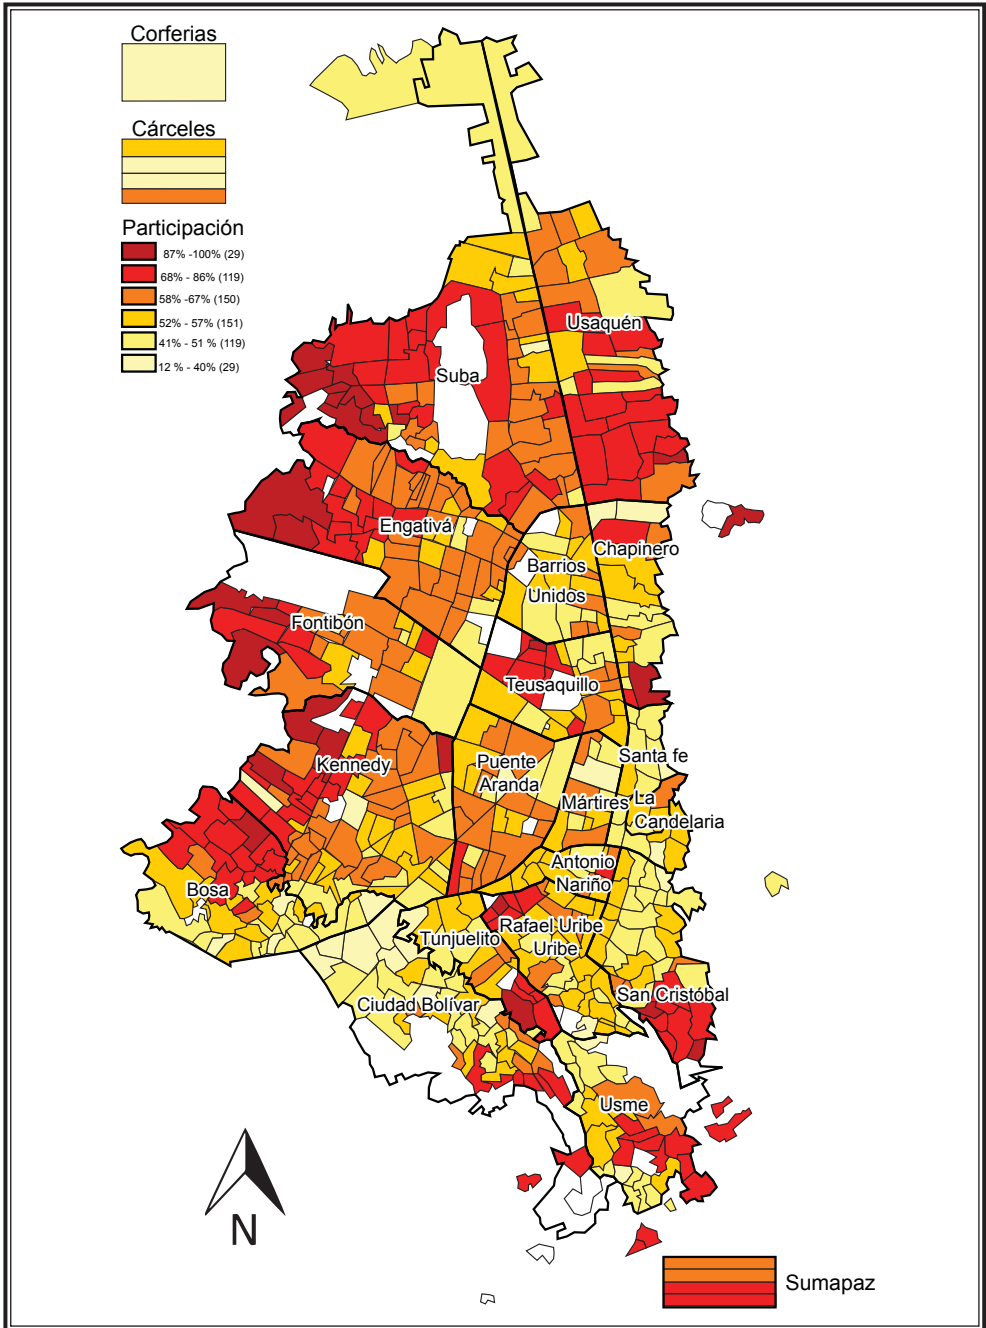 Corferias
Cárceles
Participación
87% -100% (29)
68% - 86% (119)
58% -67% (150)
52% - 57% (151)
41% - 51 % (119)
12 % - 40% (29)
Usaquén
Suba
Engativá
Chapinero
Barrios
Unidos
Fontibón
Teusaquillo
Santa fe
Kennedy
Puente
Aranda
Mártires
La
Candelaria
Antonio
Nariño
Bosa
Rafael Uribe
Uribe
Tunjuelito
San Cristóbal
Ciudad Bolívar
Usme
N
Sumapaz